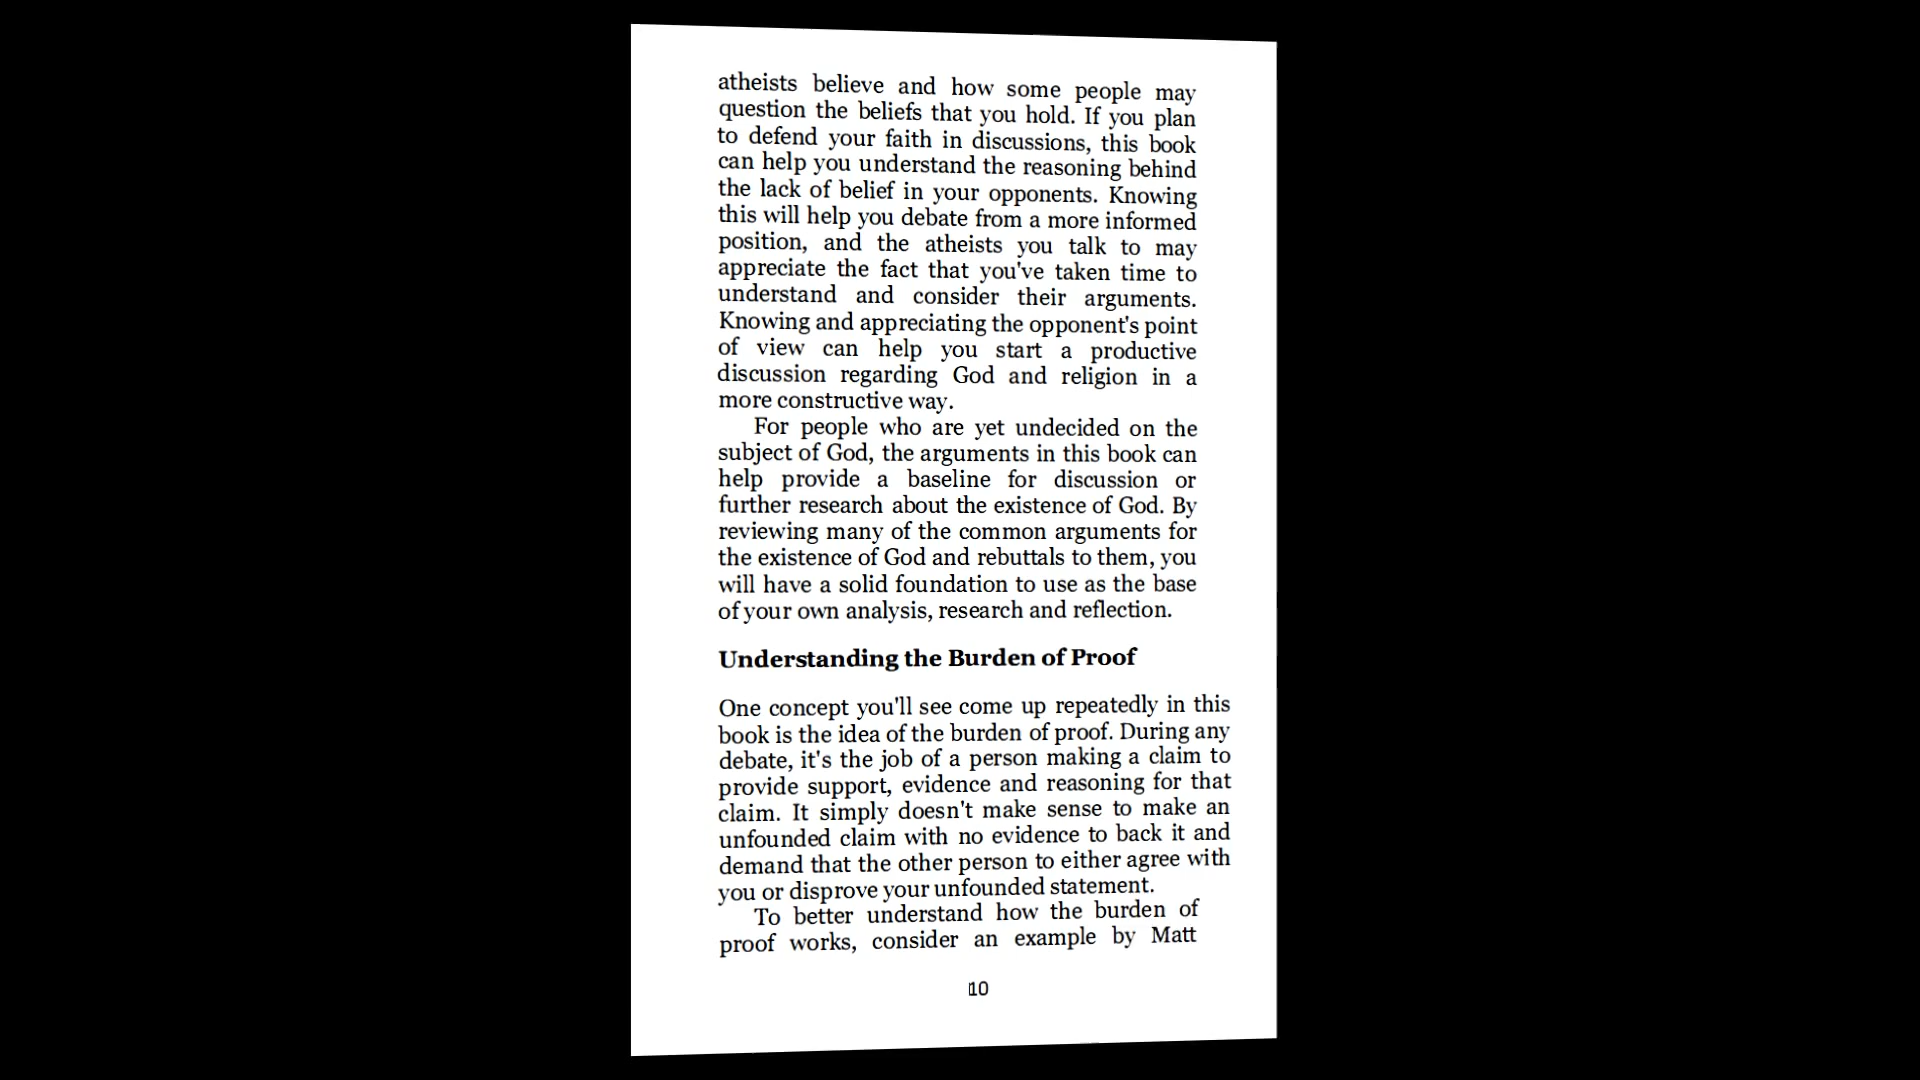 atheists believe and how some people may
question the beliefs that you hold. If you plan
to defend your faith in discussions, this book
can help you understand the reasoning behind
the lack of belief in your opponents. Knowing
this will help you debate from a more informed
position, and the atheists you talk to may
appreciate the fact that you've taken time to
understand and consider their arguments.
Knowing and appreciating the opponent's point
of view can help you start a productive
discussion regarding God and religion in a
more constructive way.
For people who are yet undecided on the
subject of God, the arguments in this book can
help provide a baseline for discussion or
further research about the existence of God. By
reviewing many of the common arguments for
the existence of God and rebuttals to them, you
will have a solid foundation to use as the base
of your own analysis, research and reflection.
Understanding the Burden of Proof
One concept you'll see come up repeatedly in this
book is the idea of the burden of proof. During any
debate, it's the job of a person making a claim to
provide support, evidence and reasoning for that
claim. It simply doesn't make sense to make an
unfounded claim with no evidence to back it and
demand that the other person to either agree with
you or disprove your unfounded statement.
To better understand how the burden of
proof works, consider an example by Matt
10